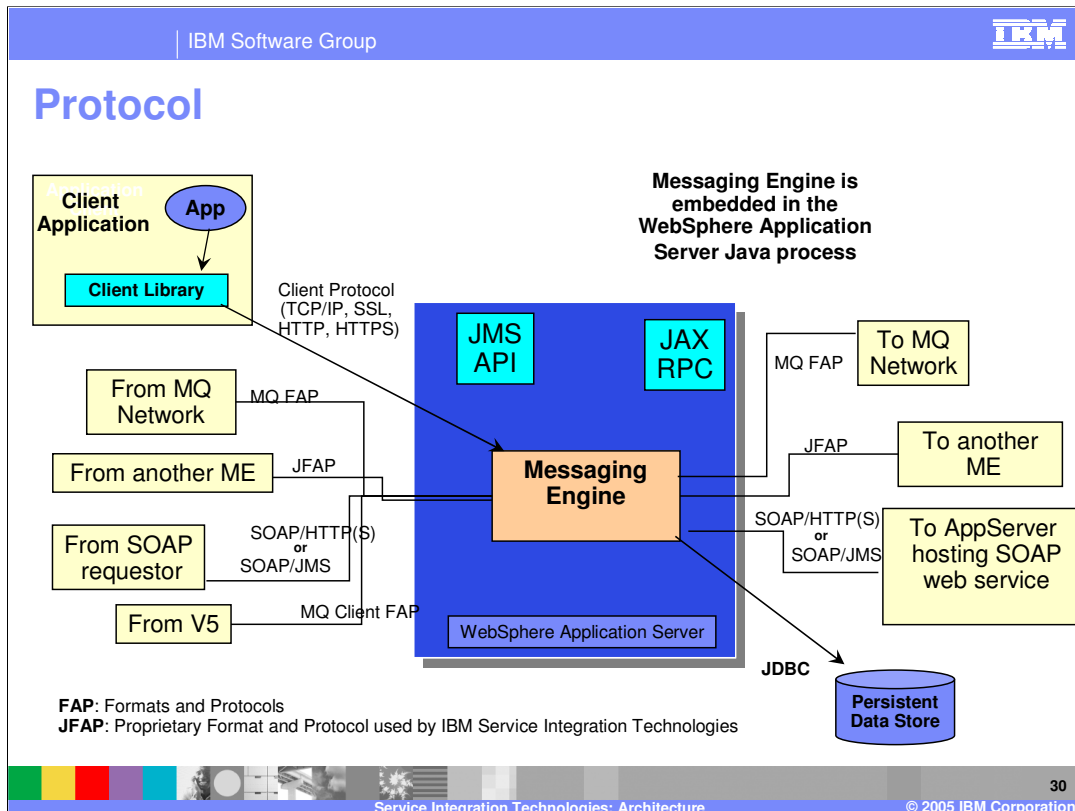 IBM Software Group
IBM
Protocol
Application
Client
Application
App
Client Library
Messaging Engine is
embedded in the
WebSphere Application
Server Java process
Client Protocol
(TCP/IP, SSL,
HTTP, HTTPS)
JMS
API
JAX
RPC
To MQ
Network
MQ FAP
From MQ
Network
MQ FAP
From another ME
JFAP
Messaging
Engine
JFAP
To another
ME
From SOAP
requestor
SOAP/HTTP(S)
or
SOAP/JMS
SOAP/HTTP(S)
or
SOAP/JMS
To AppServer
hosting SOAP
web service
From V5
MQ Client FAP
WebSphere Application Server
JDBC
Persistent
Data Store
FAP: Formats and Protocols
JFAP: Proprietary Format and Protocol used by IBM Service Integration Technologies
30
Service Integration Technologies: Architecture
© 2005 IBM Corporation